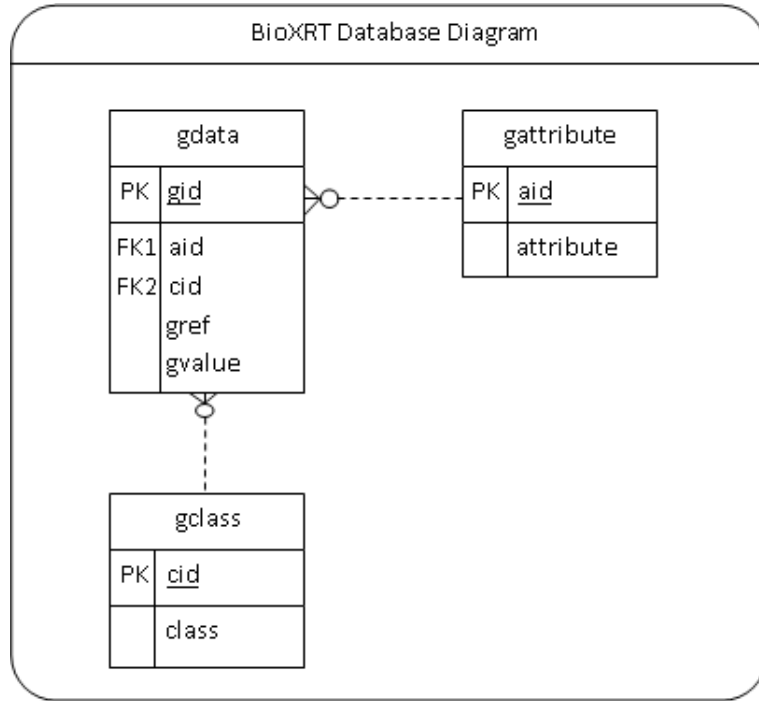 BioXRT Database Diagram
gdata
PK gid
FK1 aid
FK2 cid
gref
gvalue
gattribute
PK aid
attribute
gclass
PK cid
class